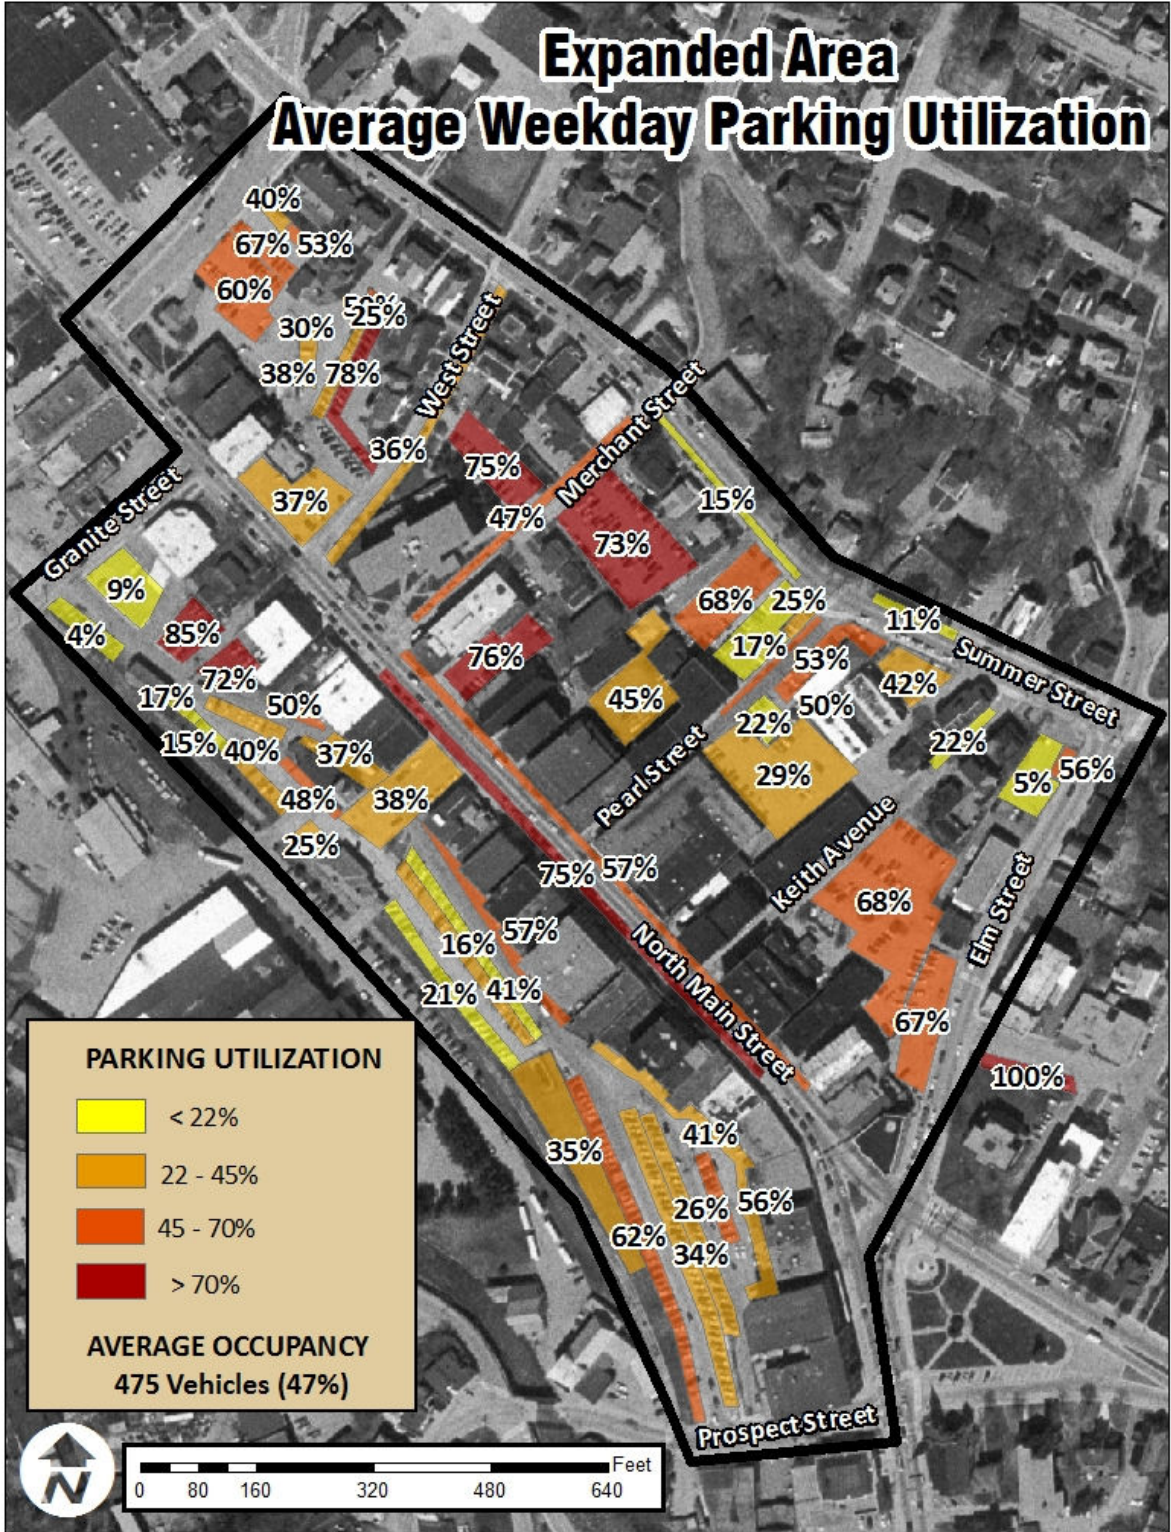 Expanded Area
Average Weekday Parking Utilization
40%
67% 53%
60%
30%
25%
38% 78%
West Street
36%
Merchant Street
75%
37%
47%
15%
73%
Granite Street
9%
4%
85%
72%
76%
68%
25%
17%
11%
53%
Summer Street
42%
45%
50%
22%
22%
17%
50%
15%
40%
37%
Pearl Street
29%
5%
56%
48%
38%
25%
Keith Avenue
75% 57%
68%
Elm Street
57%
16%
North Main Street
21% 41%
67%
100%
35%
41%
26%
56%
62%
34%
Prospect Street
PARKING UTILIZATION
< 22%
22 - 45%
45 - 70%
> 70%
AVERAGE OCCUPANCY
475 Vehicles (47%)
N
Feet
0 80 160 320 480 640